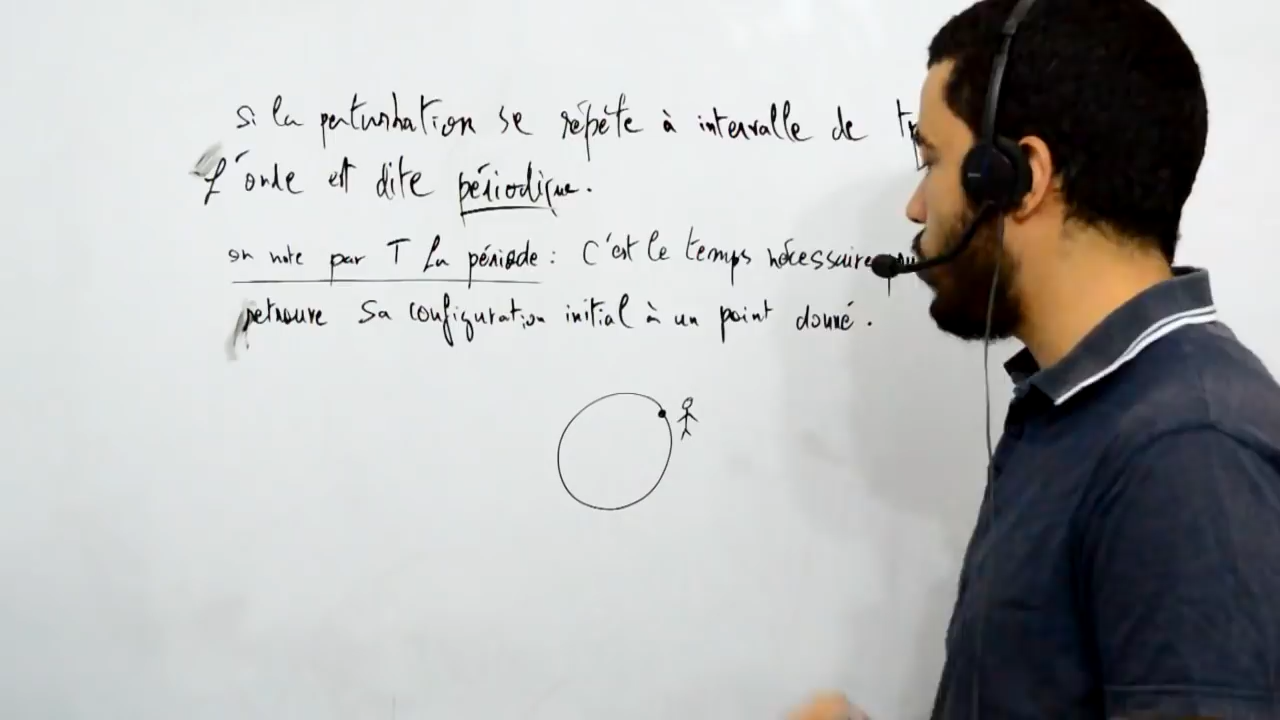 si la perturbation se répète à intervalle de
l'onde est dite périodique.
on note par T la période : C'est le temps nécessaire
retrouve sa configuration initial à un point donné.